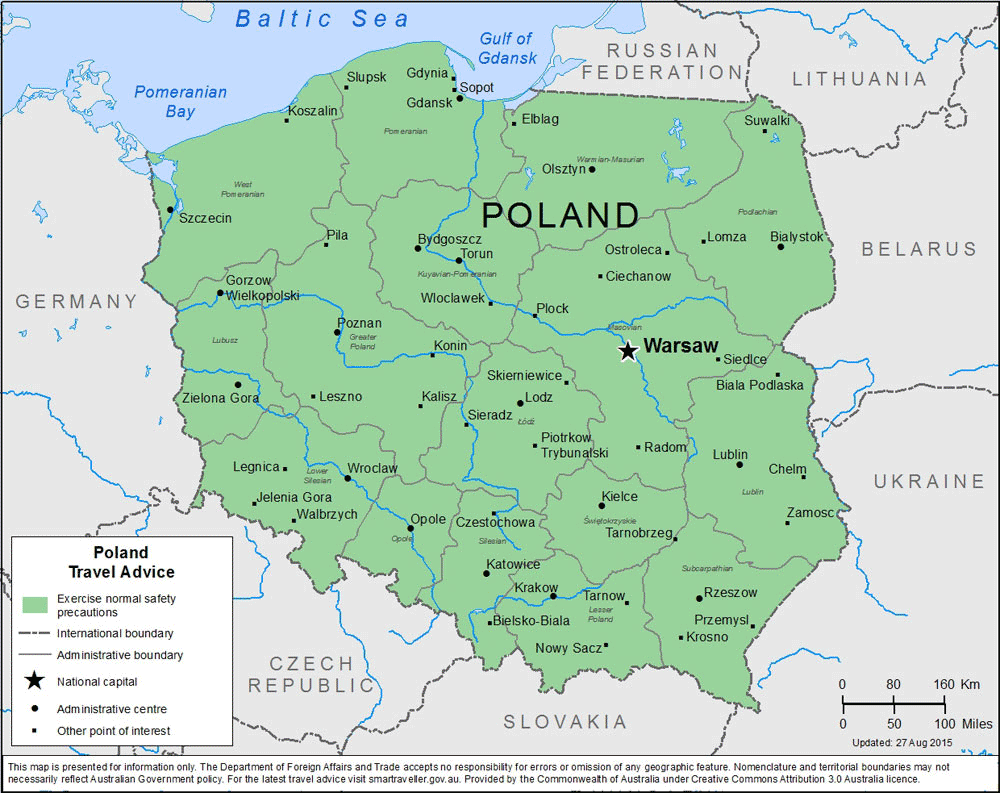 Baltic Sea
Gulf of
Gdansk
RUSSIAN
FEDERATION
LITHUANIA
Pomeranian
Bay
Slupsk
Gdynia
Sopot
Gdansk
Koszalin
Elblag
Suwalki
Pomeranian
Warmian-Masurian
Olsztyn
West
Pomeranian
Szczecin
POLAND
Podlachian
Pila
Bydgoszcz
Torun
Kuyavian-Pomeranian
Ostroleca
Lomza
Bialystok
BELARUS
Ciechanow
GERMANY
Gorzow
Wielkopolski
Wloclawek
Plock
Masovian
Lubusz
Poznan
Greater
Poland
Konin
Warsaw
Siedlce
Biala Podlaska
Skierniewice
Zielona Gora
Leszno
Kalisz
Lodz
Łódź
Sieradz
Piotrkow
Trybunalski
Radom
Lublin
Chelm
Lublin
UKRAINE
Legnica
Lower
Silesian
Wroclaw
Jelenia Gora
Walbrzych
Kielce
Świętokrzyskie
Zamosc
Opole
Opole
Czestochowa
Silesian
Tarnobrzeg
Katowice
Subcarpathian
Krakow
Tarnow
Lesser
Poland
Rzeszow
Bielsko-Biala
Przemysl
Krosno
Nowy Sacz
CZECH
REPUBLIC
SLOVAKIA
Poland
Travel Advice
Exercise normal safety
precautions
International boundary
Administrative boundary
National capital
Administrative centre
Other point of interest
0 80 160 Km
0 50 100 Miles
Updated: 27 Aug 2015
This map is presented for information only. The Department of Foreign Affairs and Trade accepts no responsibility for errors or omission of any geographic feature. Nomenclature and territorial boundaries may not
necessarily reflect Australian Government policy. For the latest travel advice visit smartraveller.gov.au. Provided by the Commonwealth of Australia under Creative Commons Attribution 3.0 Australia licence.